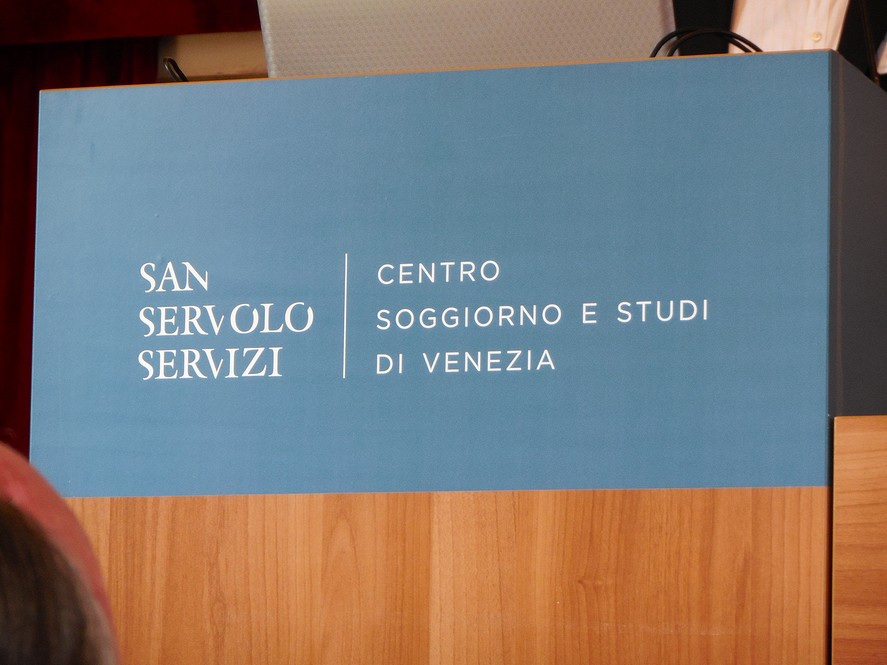 SAN
SERVOLO
SERVIZI
CENTRO
SOGGIORNO E STUDI
DI VENEZIA